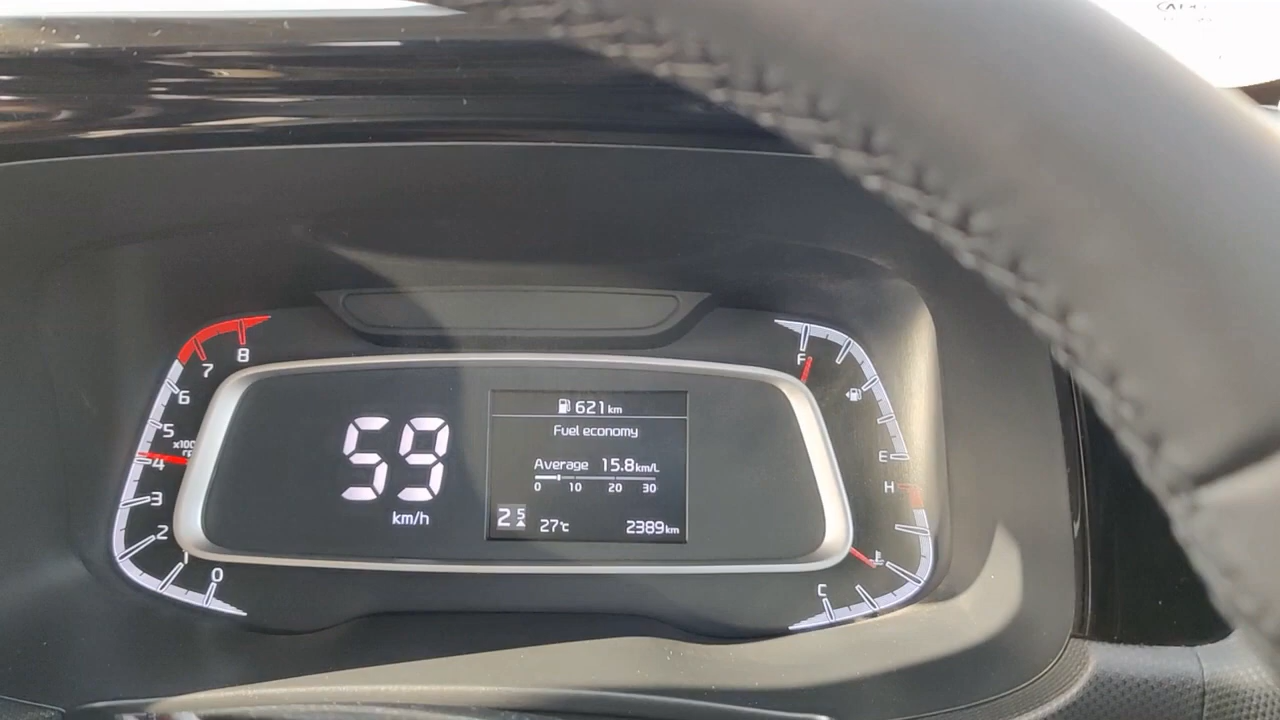 8
7
6
5
x100
4
3
2
1
0
59
km/h
621 km
Fuel economy
Average 15.8 km/L
0 10 20 30
2 5
27°C 2389 km
F
E
H
C